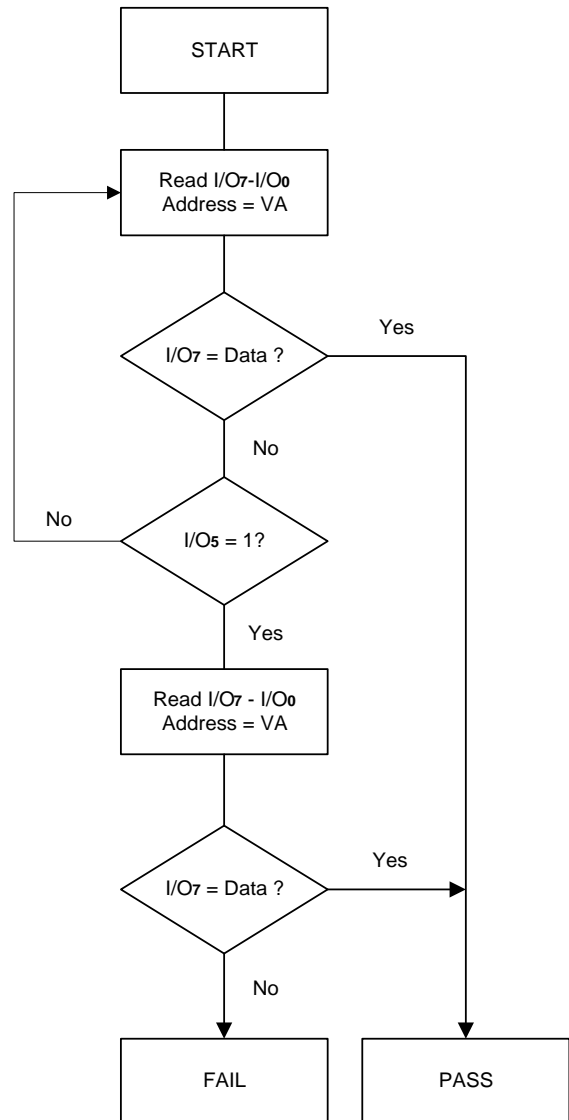 START
Read I/O7-I/O0
Address = VA
I/O7 = Data ?
Yes
No
I/O5 = 1?
No
Yes
Read I/O7 - I/O0
Address = VA
I/O7 = Data ?
Yes
No
FAIL
PASS